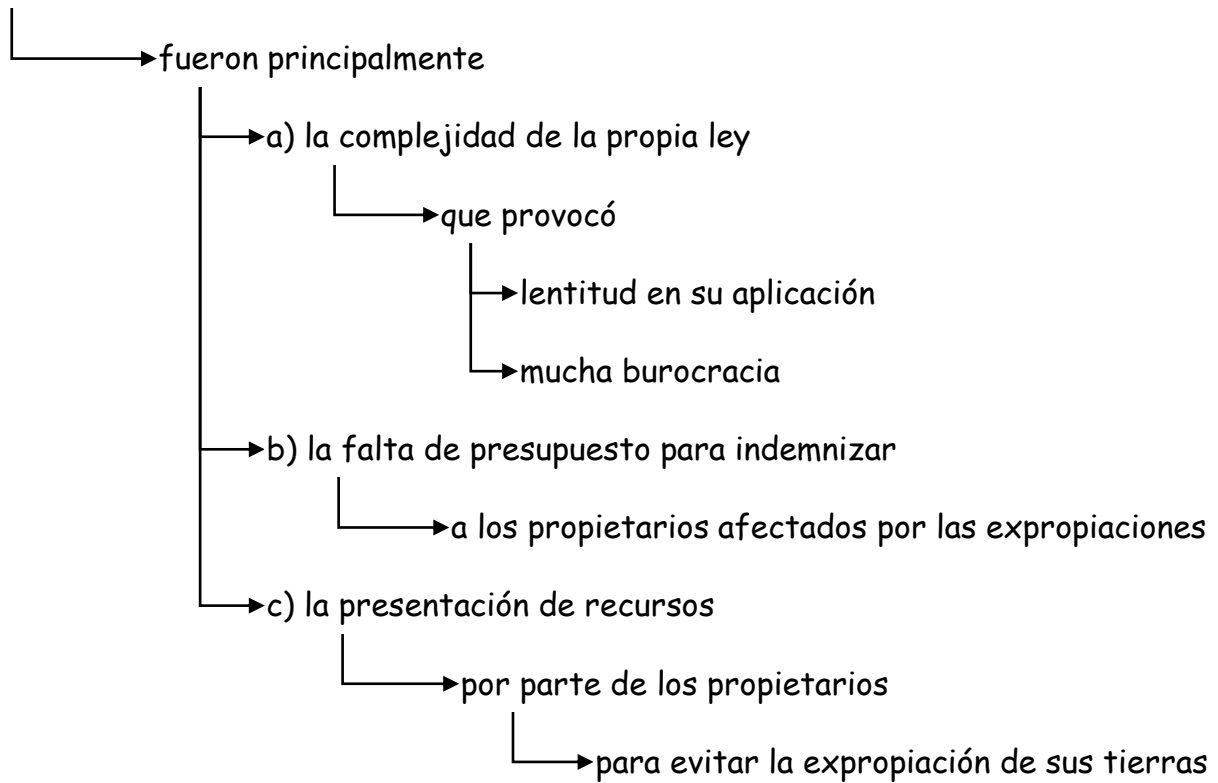 fueron principalmente
a) la complejidad de la propia ley
que provocó
lentitud en su aplicación
mucha burocracia
b) la falta de presupuesto para indemnizar
a los propietarios afectados por las expropiaciones
c) la presentación de recursos
por parte de los propietarios
para evitar la expropiación de sus tierras